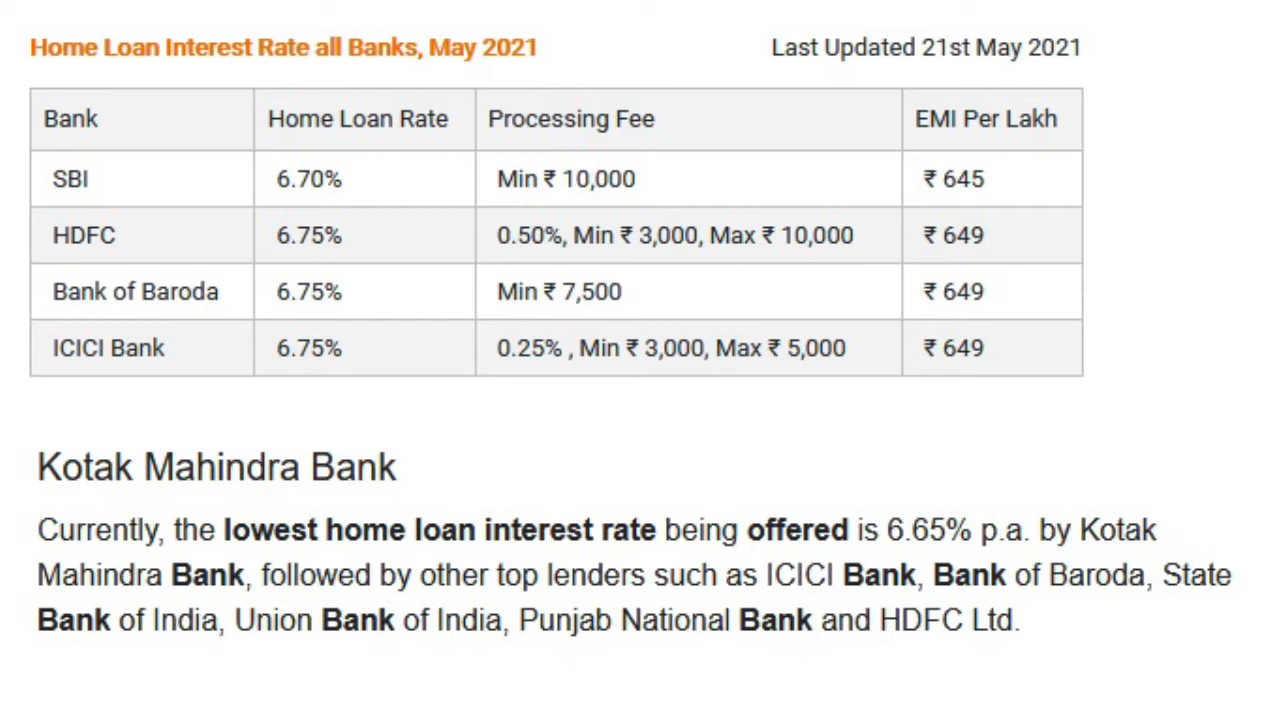 Home Loan Interest Rate all Banks, May 2021 Last Updated 21st May 2021
Bank Home Loan Rate Processing Fee EMI Per Lakh
SBI 6.70% Min ₹ 10,000 ₹ 645
HDFC 6.75% 0.50%, Min ₹ 3,000, Max ₹ 10,000 ₹ 649
Bank of Baroda 6.75% Min ₹ 7,500 ₹ 649
ICICI Bank 6.75% 0.25% , Min ₹ 3,000, Max ₹ 5,000 ₹ 649
Kotak Mahindra Bank
Currently, the lowest home loan interest rate being offered is 6.65% p.a. by Kotak
Mahindra Bank, followed by other top lenders such as ICICI Bank, Bank of Baroda, State
Bank of India, Union Bank of India, Punjab National Bank and HDFC Ltd.